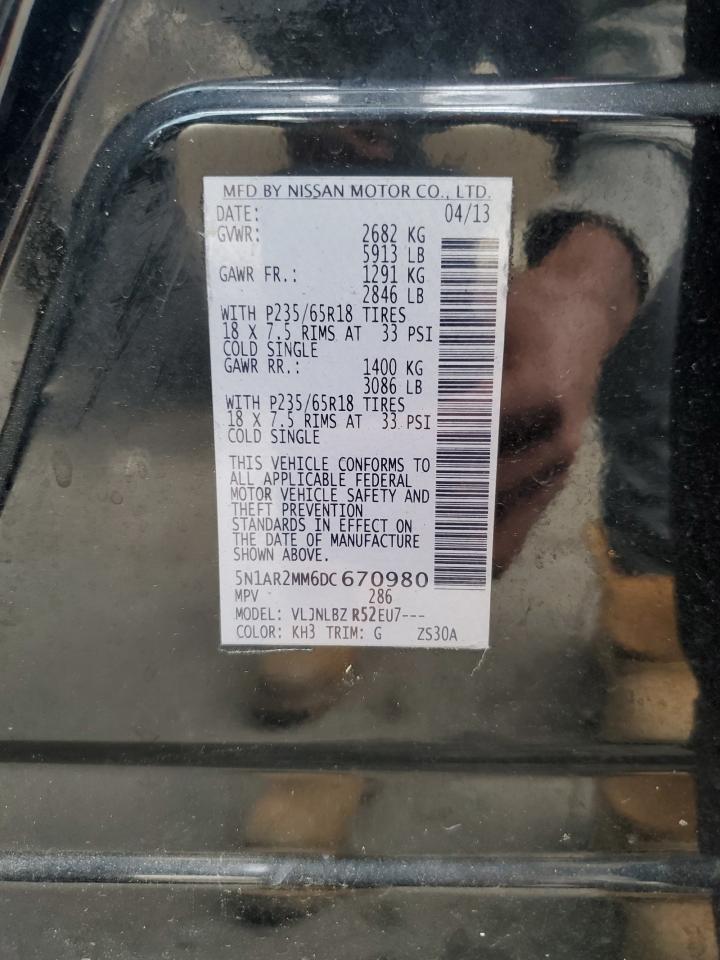 MFD BY NISSAN MOTOR CO., LTD.
DATE: 04/13
GVWR: 2682 KG
5913 LB
GAWR FR.: 1291 KG
2846 LB
WITH P235/65R18 TIRES
18 X 7.5 RIMS AT 33 PSI
COLD SINGLE
GAWR RR.: 1400 KG
3086 LB
WITH P235/65R18 TIRES
18 X 7.5 RIMS AT 33 PSI
COLD SINGLE
THIS VEHICLE CONFORMS TO
ALL APPLICABLE FEDERAL
MOTOR VEHICLE SAFETY AND
THEFT PREVENTION
STANDARDS IN EFFECT ON
THE DATE OF MANUFACTURE
SHOWN ABOVE.
5N1AR2MM6DC670980
MPV 286
MODEL: VLJNLBZ R52EU7---
COLOR: KH3 TRIM: G ZS30A